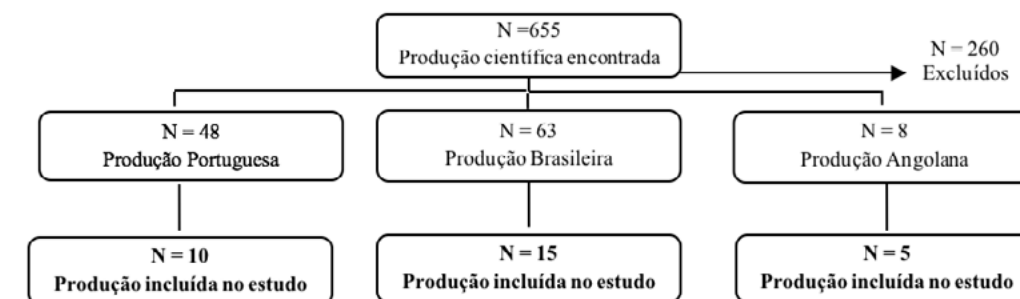 N =655
Produção científica encontrada
N = 260
Excluídos
N = 48
Produção Portuguesa
N = 63
Produção Brasileira
N = 8
Produção Angolana
N = 10
Produção incluída no estudo
N = 15
Produção incluída no estudo
N = 5
Produção incluída no estudo